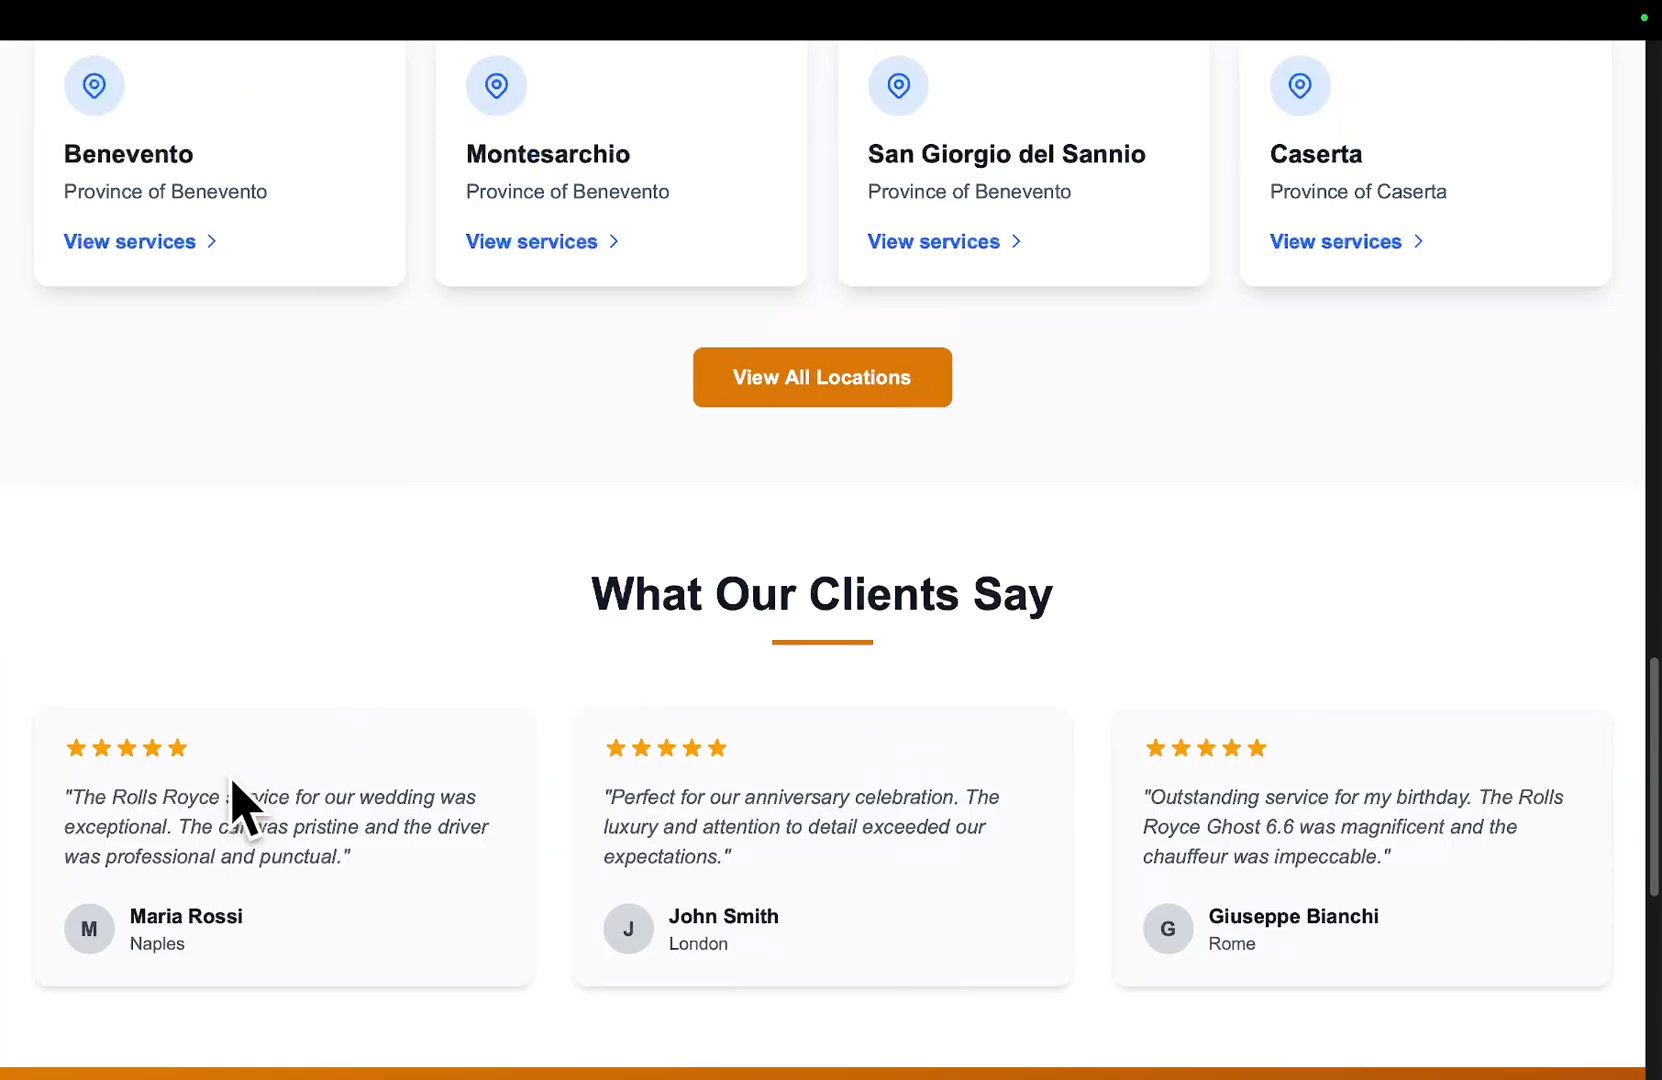 Benevento
Province of Benevento
View services
Montesarchio
Province of Benevento
View services
San Giorgio del Sannio
Province of Benevento
View services
Caserta
Province of Caserta
View services
View All Locations
What Our Clients Say
"The Rolls Royce service for our wedding was
exceptional. The car was pristine and the driver
was professional and punctual."
M
Maria Rossi
Naples
"Perfect for our anniversary celebration. The
luxury and attention to detail exceeded our
expectations."
J
John Smith
London
"Outstanding service for my birthday. The Rolls
Royce Ghost 6.6 was magnificent and the
chauffeur was impeccable."
G
Giuseppe Bianchi
Rome